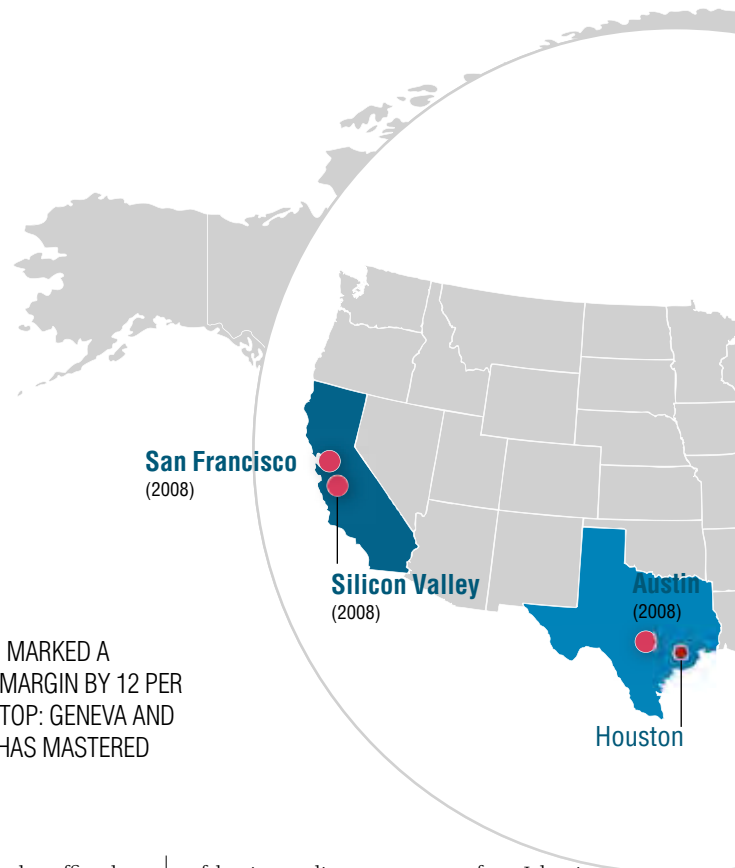 San Francisco
(2008)
Silicon Valley
(2008)
Austin
(2008)
Houston
MARKED A
MARGIN BY 12 PER
TOP: GENEVA AND
HAS MASTERED